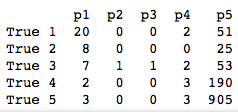 p1 p2 p3 p4 p5
True 1 20 0 0 2 51
True 2 8 0 0 0 25
True 3 7 1 1 2 53
True 4 2 0 0 3 190
True 5 3 0 0 3 905